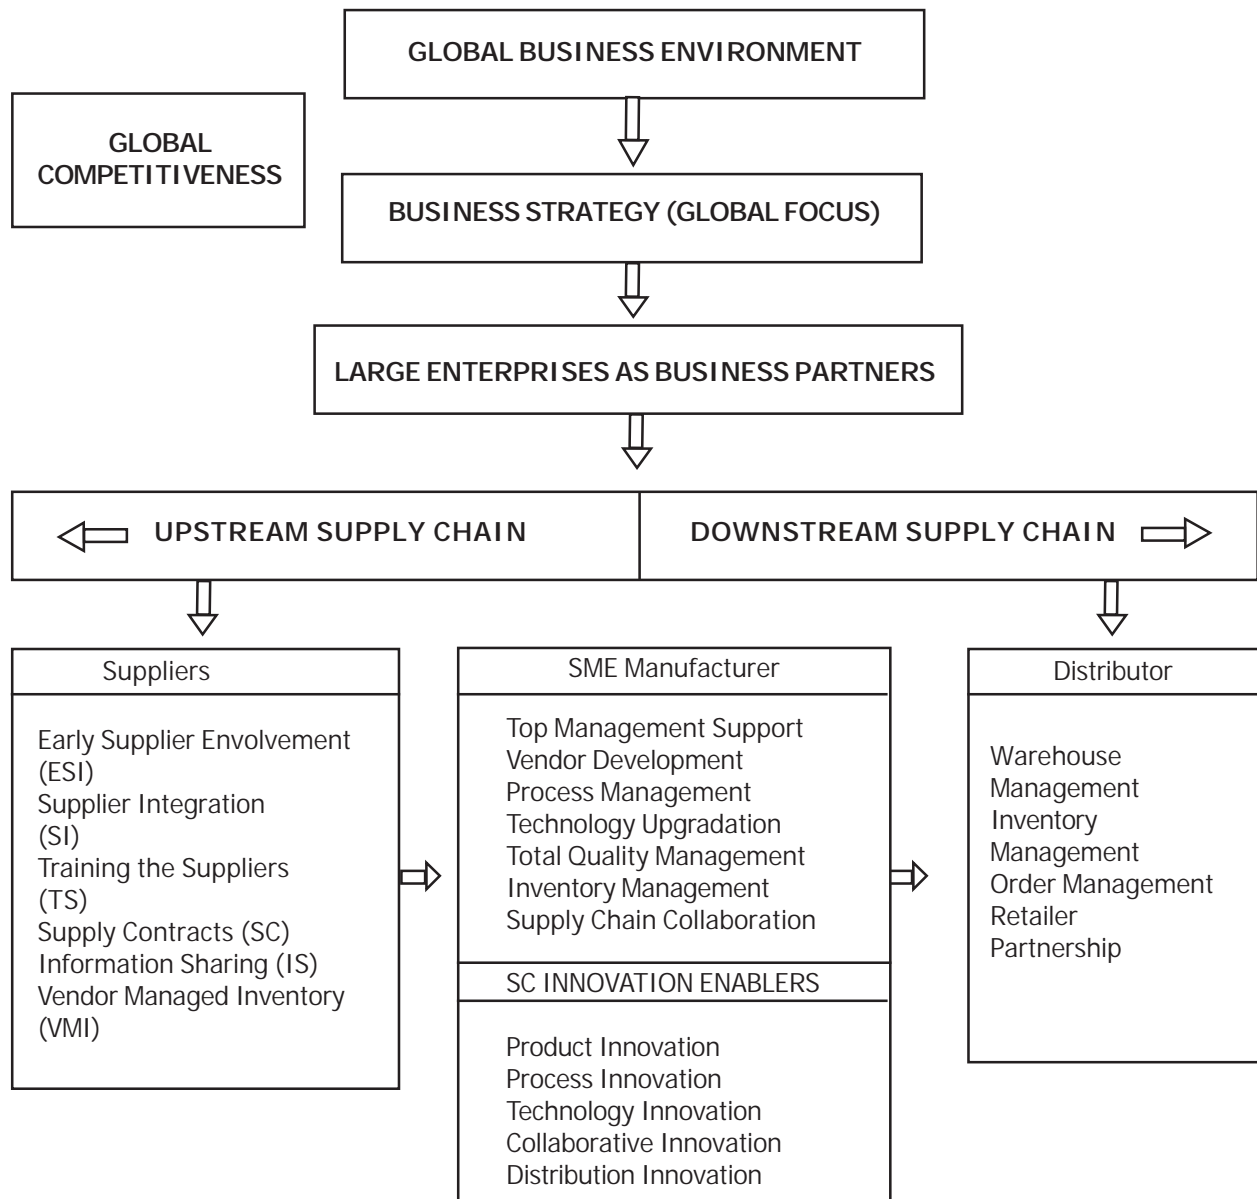 GLOBAL BUSINESS ENVIRONMENT
GLOBAL
COMPETITIVENESS
BUSINESS STRATEGY (GLOBAL FOCUS)
LARGE ENTERPRISES AS BUSINESS PARTNERS
UPSTREAM SUPPLY CHAIN
DOWNSTREAM SUPPLY CHAIN
Suppliers
Early Supplier Envolvement
(ESI)
Supplier Integration
(SI)
Training the Suppliers
(TS)
Supply Contracts (SC)
Information Sharing (IS)
Vendor Managed Inventory
(VMI)
SME Manufacturer
Top Management Support
Vendor Development
Process Management
Technology Upgradation
Total Quality Management
Inventory Management
Supply Chain Collaboration
SC INNOVATION ENABLERS
Product Innovation
Process Innovation
Technology Innovation
Collaborative Innovation
Distribution Innovation
Distributor
Warehouse
Management
Inventory
Management
Order Management
Retailer
Partnership